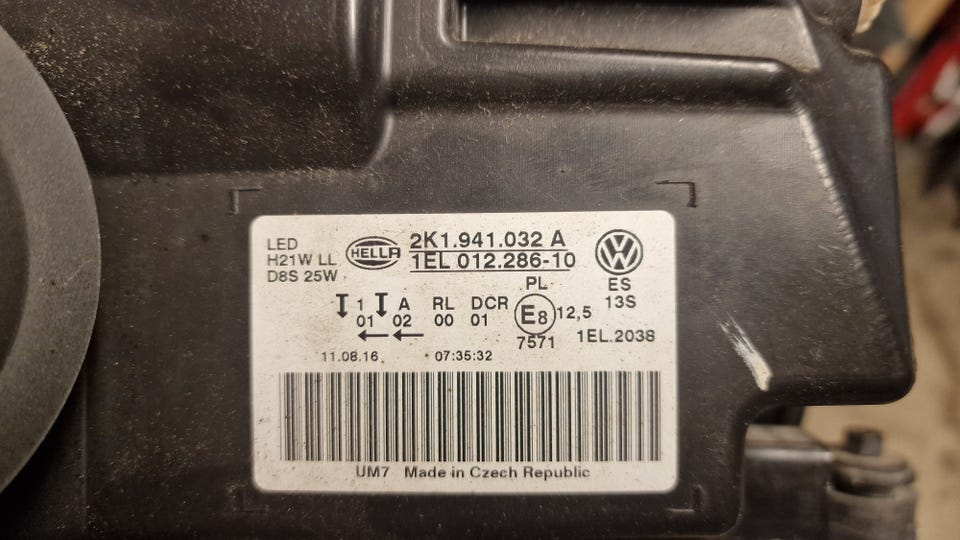 LED
H21W LL
D8S 25W
HELLA
2K1.941.032 A
1EL 012.286-10
PL
ES
13S
1 A RL DCR
01 02 00 01
E8 12,5
7571
1EL.2038
11.08.16 07:35:32
UM7 Made in Czech Republic